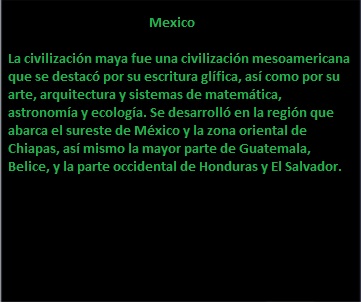 Mexico
La civilización maya fue una civilización mesoamericana
que se destacó por su escritura glífica, así como por su
arte, arquitectura y sistemas de matemática,
astronomía y ecología. Se desarrolló en la región que
abarca el sureste de México y la zona oriental de
Chiapas, así mismo la mayor parte de Guatemala,
Belice, y la parte occidental de Honduras y El Salvador.